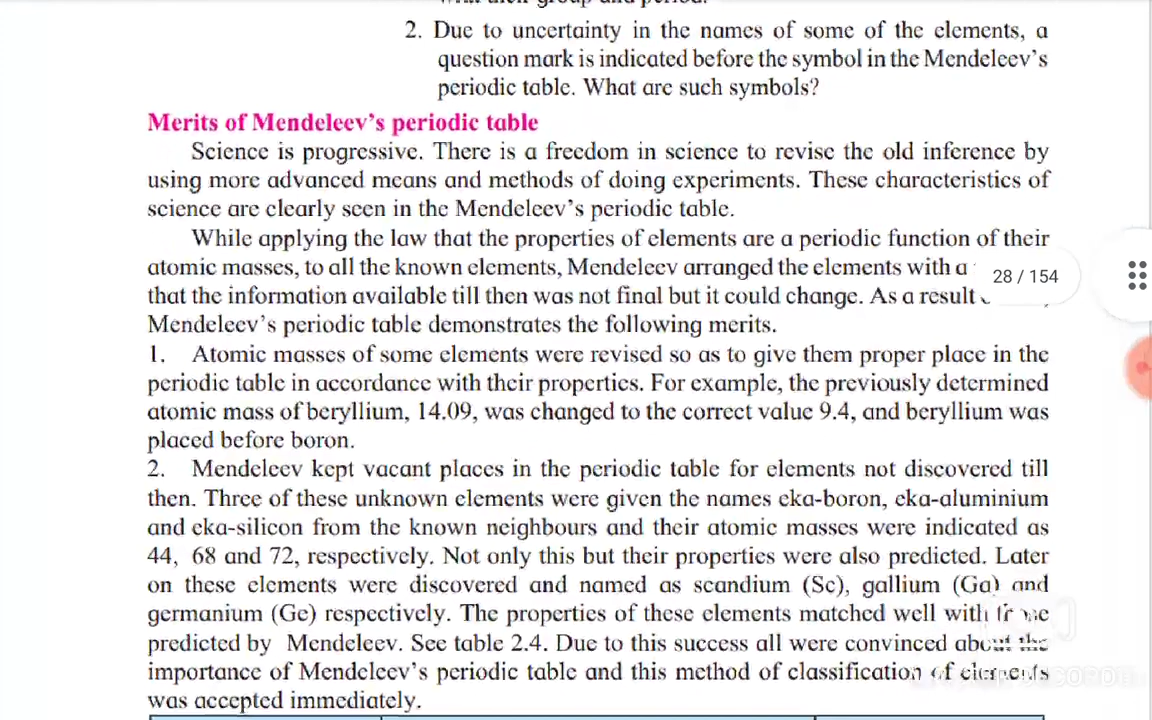 2. Due to uncertainty in the names of some of the elements, a
question mark is indicated before the symbol in the Mendeleev's
periodic table. What are such symbols?
Merits of Mendeleev's periodic table
Science is progressive. There is a freedom in science to revise the old inference by
using more advanced means and methods of doing experiments. These characteristics of
science are clearly seen in the Mendeleev's periodic table.
While applying the law that the properties of elements are a periodic function of their
atomic masses, to all the known elements, Mendeleev arranged the elements with a
28 / 154
that the information available till then was not final but it could change. As a result
Mendeleev's periodic table demonstrates the following merits.
1. Atomic masses of some elements were revised so as to give them proper place in the
periodic table in accordance with their properties. For example, the previously determined
atomic mass of beryllium, 14.09, was changed to the correct value 9.4, and beryllium was
placed before boron.
2. Mendeleev kept vacant places in the periodic table for elements not discovered till
then. Three of these unknown elements were given the names eka-boron, eka-aluminium
and eka-silicon from the known neighbours and their atomic masses were indicated as
44, 68 and 72, respectively. Not only this but their properties were also predicted. Later
on these elements were discovered and named as scandium (Sc), gallium (Ga) and
germanium (Ge) respectively. The properties of these elements matched well with
predicted by Mendeleev. See table 2.4. Due to this success all were convinced about the
importance of Mendeleev's periodic table and this method of classification of elements
was accepted immediately.